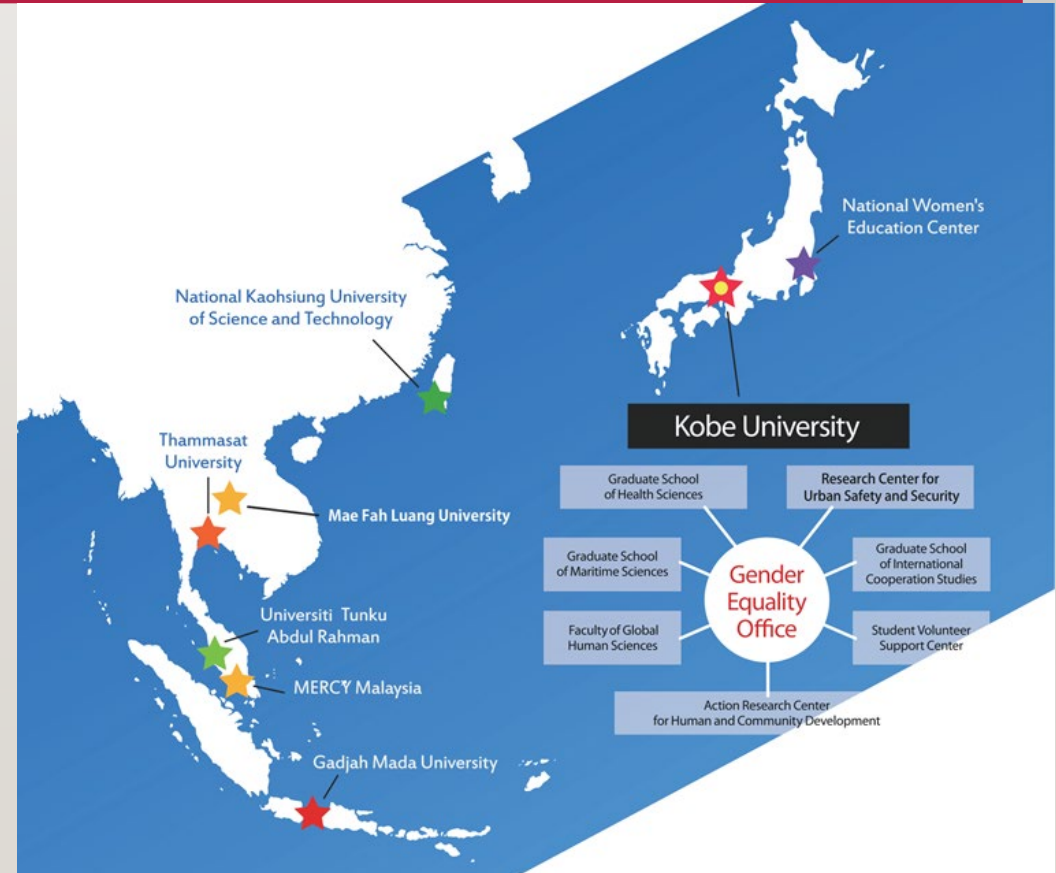 National Women's
Education Center
National Kaohsiung University
of Science and Technology
Kobe University
Thammasat
University
Mae Fah Luang University
Graduate School
of Health Sciences
Research Center for
Urban Safety and Security
Graduate School
of Maritime Sciences
Gender
Equality
Office
Graduate School
of International
Cooperation Studies
Universiti Tunku
Abdul Rahman
Faculty of Global
Human Sciences
Student Volunteer
Support Center
MERCY Malaysia
Action Research Center
for Human and Community Development
Gadjah Mada University